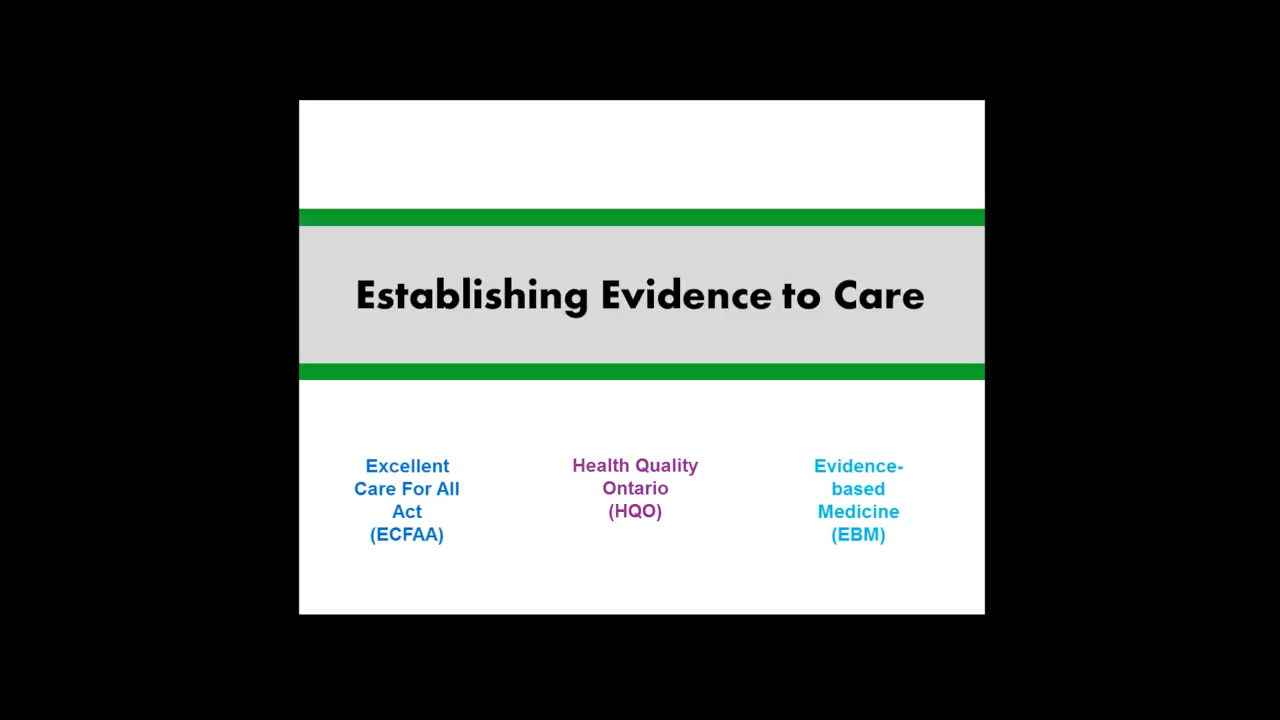 Establishing Evidence to Care
Excellent
Care For All
Act
(ECFAA)
Health Quality
Ontario
(HQO)
Evidence-
based
Medicine
(EBM)